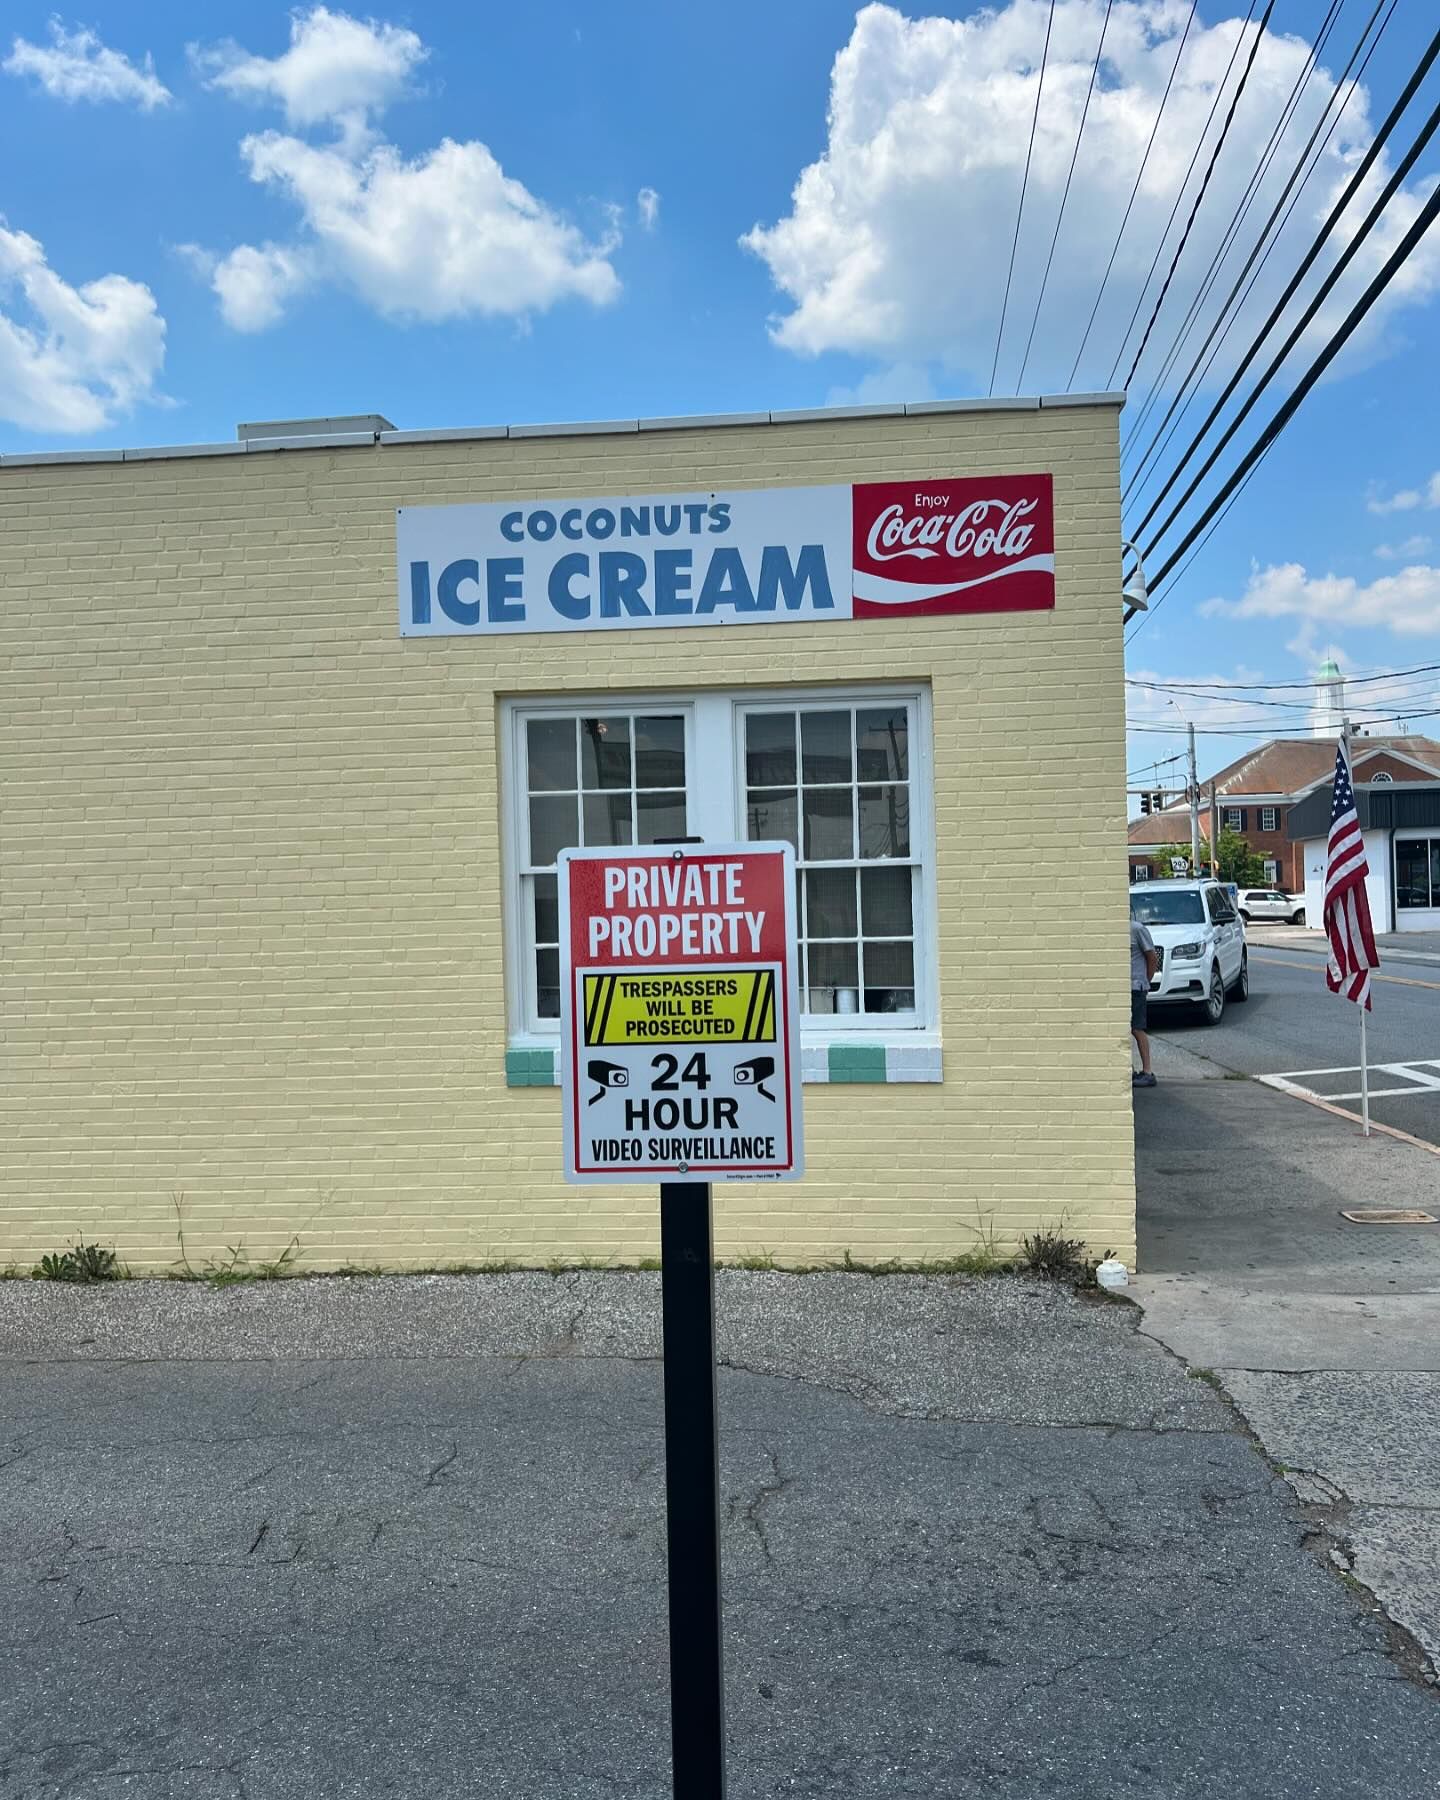 COCONUTS
ICE CREAM
Enjoy
Coca-Cola
PRIVATE
PROPERTY
TRESPASSERS
WILL BE
PROSECUTED
24
HOUR
VIDEO SURVEILLANCE
293